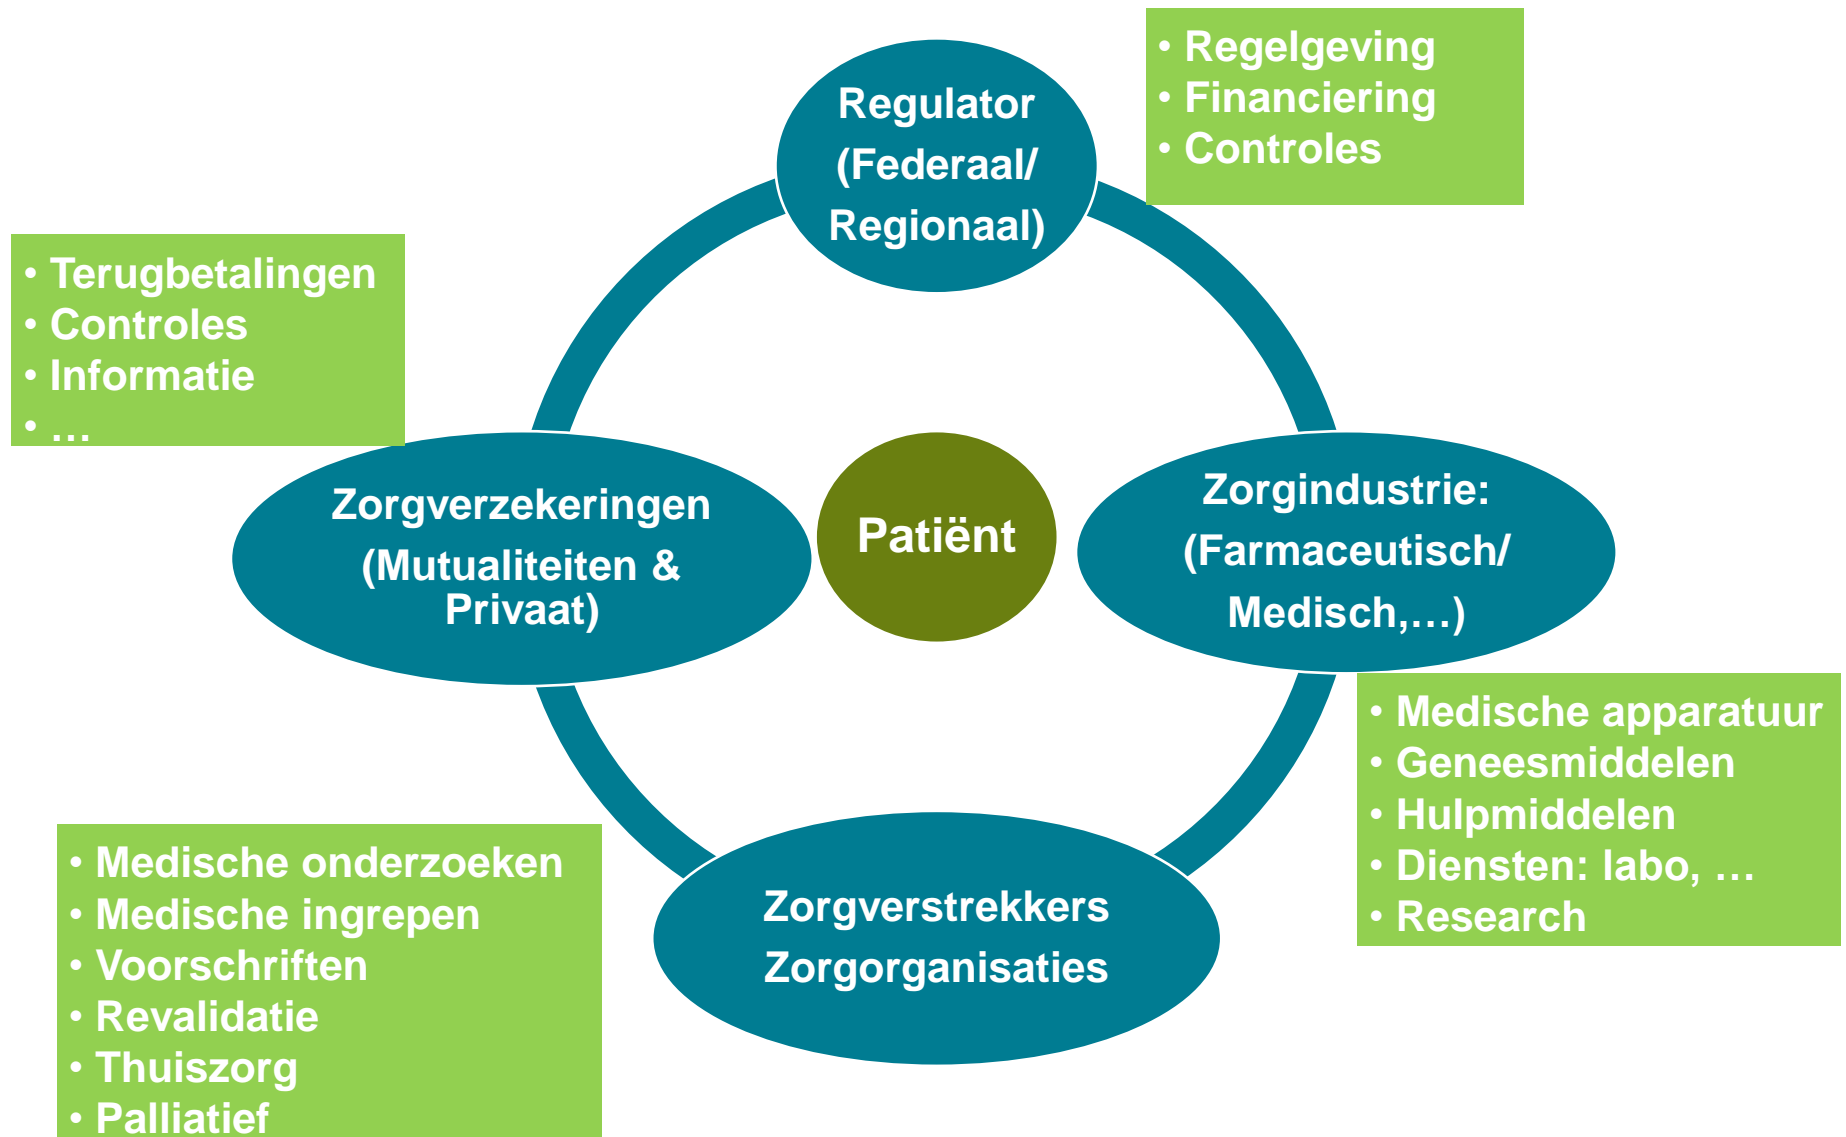 Regulator
(Federaal/
Regionaal)
• Regelgeving
• Financiering
• Controles
• Terugbetalingen
• Controles
• Informatie
• …
Zorgverzekeringen
(Mutualiteiten &
Privaat)
Patiënt
Zorgindustrie:
(Farmaceutisch/
Medisch,…)
• Medische apparatuur
• Geneesmiddelen
• Hulpmiddelen
• Diensten: labo, …
• Research
• Medische onderzoeken
• Medische ingrepen
• Voorschriften
• Revalidatie
• Thuiszorg
• Palliatief
Zorgverstrekkers
Zorgorganisaties